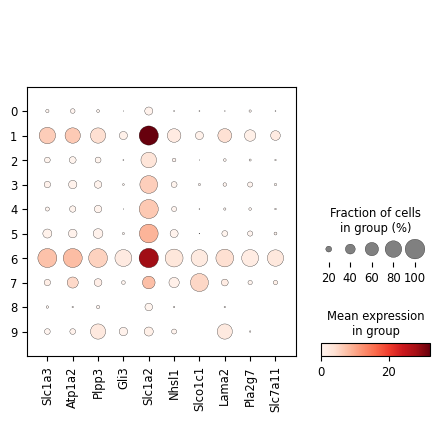 0
1
2
3
4
5
6
7
8
9
Slc1a3
Atp1a2
Plpp3
Gli3
Slc1a2
Nhsl1
Slco1c1
Lama2
Pla2g7
Slc7a11
Fraction of cells
in group (%)
20 40 60 80 100
Mean expression
in group
0 20